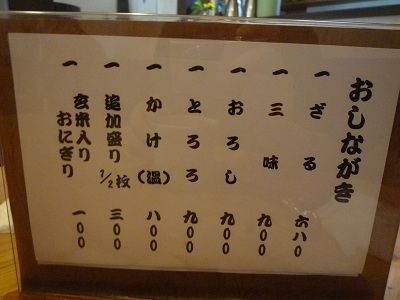 おしながき
一 ざる 六八〇
一 三味 九〇〇
一 おろし 九〇〇
一 とろろ 九〇〇
一 かけ(温) 八〇〇
一 追加盛り 1/2枚 三〇〇
一 玄米入りおにぎり 一〇〇